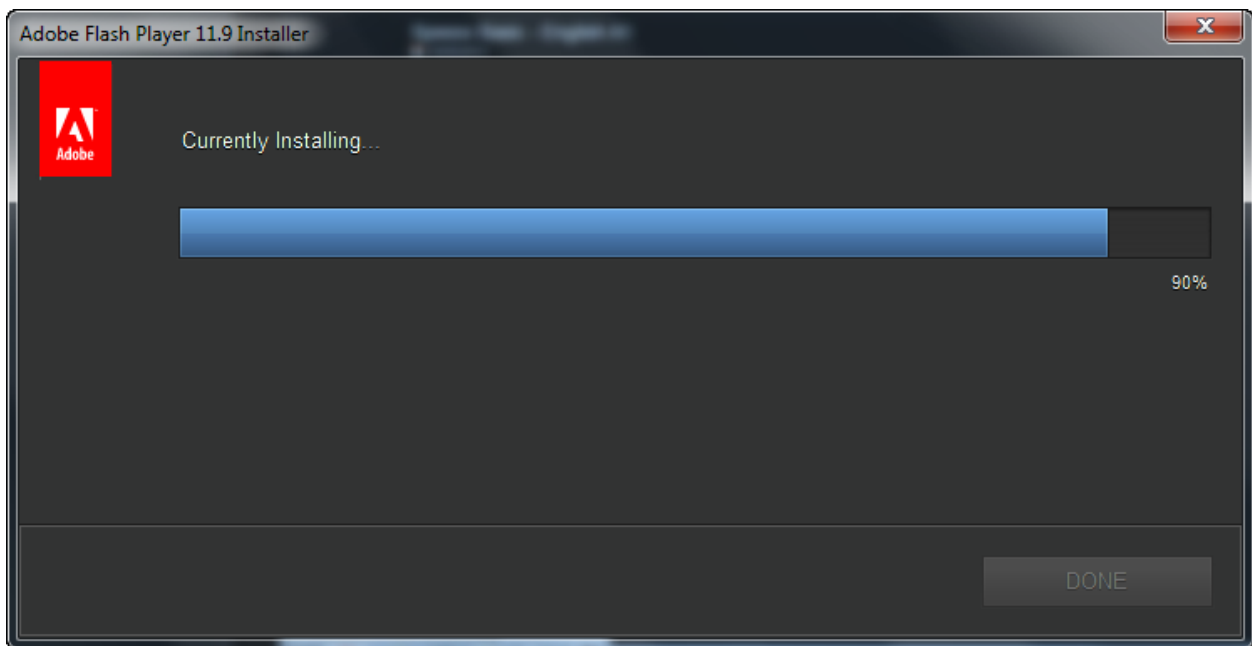 Adobe Flash Player 11.9 Installer
Adobe
Currently Installing...
90%
DONE